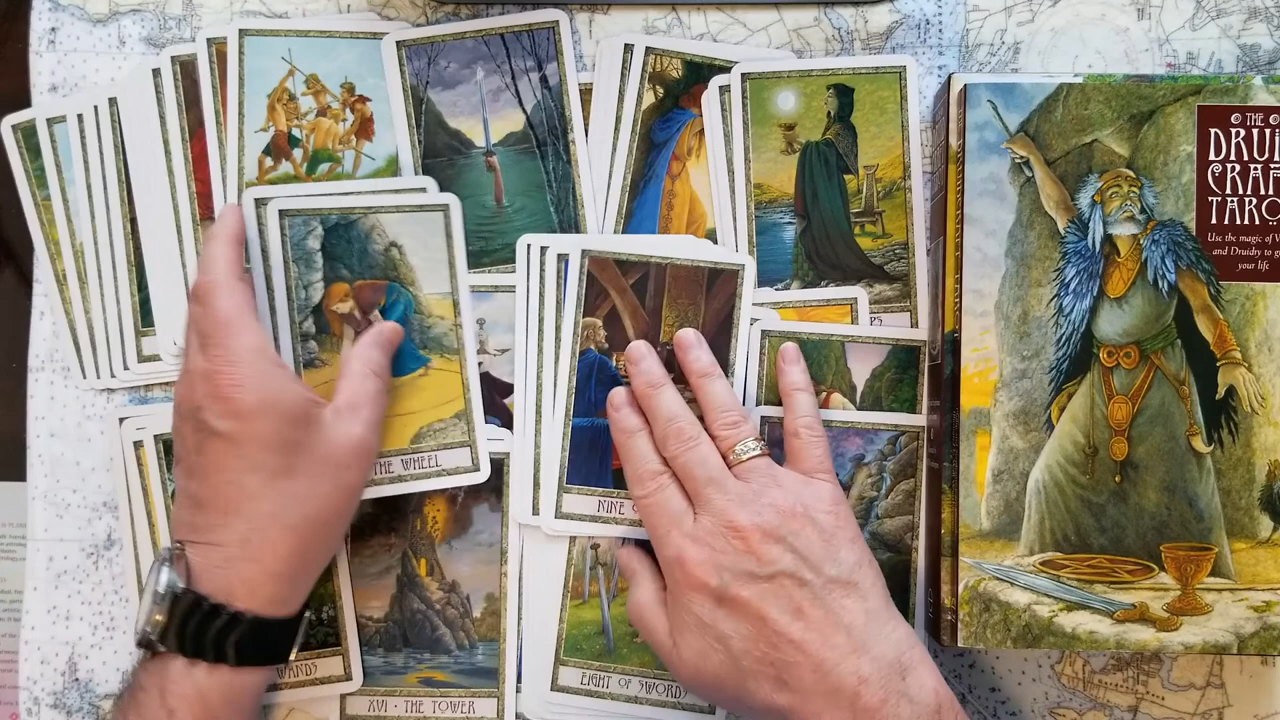 THE
DRUI
CRAF
TARO
Use the magic of W
and Druidry to g
your life
PS
THE WHEEL
NINE
WANDS
EIGHT OF SWORDS
XVI · THE TOWER